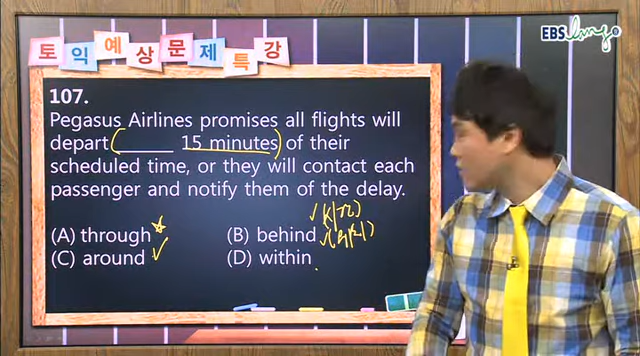 EBS lingo
토익예상문제특강
107.
Pegasus Airlines promises all flights will
depart ( ______ 15 minutes) of their
scheduled time, or they will contact each
passenger and notify them of the delay.
(A) through
(B) behind
(C) around
(D) within